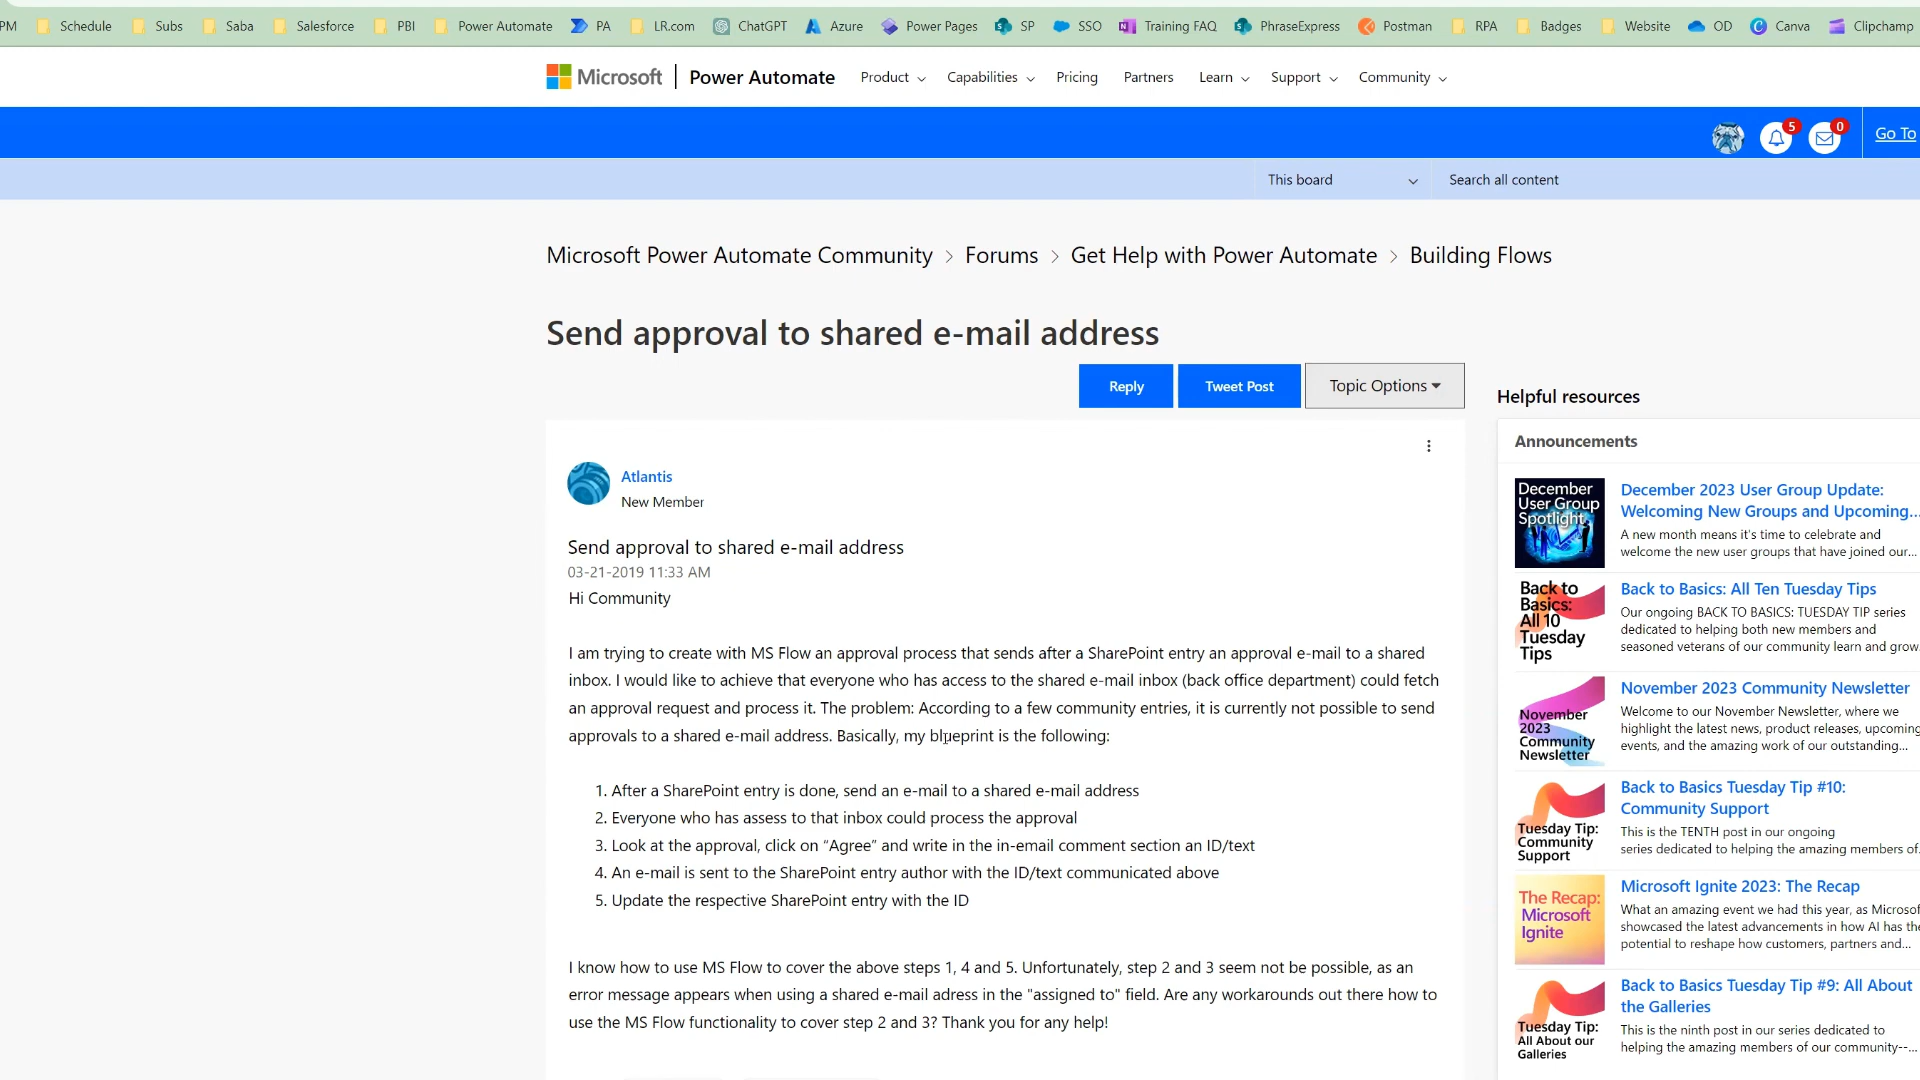 PM Schedule Subs Saba Salesforce PBI Power Automate PA LR.com ChatGPT Azure Power Pages SP SSO Training FAQ PhraseExpress Postman RPA Badges Website OD Canva Clipchamp
Microsoft Power Automate Product Capabilities Pricing Partners Learn Support Community
5 0 Go To
This board Search all content
Microsoft Power Automate Community > Forums > Get Help with Power Automate > Building Flows
Send approval to shared e-mail address
Reply Tweet Post Topic Options
Atlantis
New Member
Send approval to shared e-mail address
03-21-2019 11:33 AM
Hi Community
I am trying to create with MS Flow an approval process that sends after a SharePoint entry an approval e-mail to a shared
inbox. I would like to achieve that everyone who has access to the shared e-mail inbox (back office department) could fetch
an approval request and process it. The problem: According to a few community entries, it is currently not possible to send
approvals to a shared e-mail address. Basically, my blueprint is the following:
1. After a SharePoint entry is done, send an e-mail to a shared e-mail address
2. Everyone who has assess to that inbox could process the approval
3. Look at the approval, click on “Agree” and write in the in-email comment section an ID/text
4. An e-mail is sent to the SharePoint entry author with the ID/text communicated above
5. Update the respective SharePoint entry with the ID
I know how to use MS Flow to cover the above steps 1, 4 and 5. Unfortunately, step 2 and 3 seem not be possible, as an
error message appears when using a shared e-mail adress in the "assigned to" field. Are any workarounds out there how to
use the MS Flow functionality to cover step 2 and 3? Thank you for any help!
Helpful resources
Announcements
December
User Group
Spotlight
December 2023 User Group Update:
Welcoming New Groups and Upcoming...
A new month means it's time to celebrate and
welcome the new user groups that have joined our...
Back to
Basics:
All 10
Tuesday
Tips
Back to Basics: All Ten Tuesday Tips
Our ongoing BACK TO BASICS: TUESDAY TIP series
dedicated to helping both new members and
seasoned veterans of our community learn and grow
November
2023
Community
Newsletter
November 2023 Community Newsletter
Welcome to our November Newsletter, where we
highlight the latest news, product releases, upcoming
events, and the amazing work of our outstanding...
Tuesday Tip:
Community
Support
Back to Basics Tuesday Tip #10:
Community Support
This is the TENTH post in our ongoing
series dedicated to helping the amazing members of
The Recap:
Microsoft
Ignite
Microsoft Ignite 2023: The Recap
What an amazing event we had this year, as Microsof
showcased the latest advancements in how AI has the
potential to reshape how customers, partners and...
Tuesday Tip:
All About our
Galleries
Back to Basics Tuesday Tip #9: All About
the Galleries
This is the ninth post in our series dedicated to
helping the amazing members of our community--...